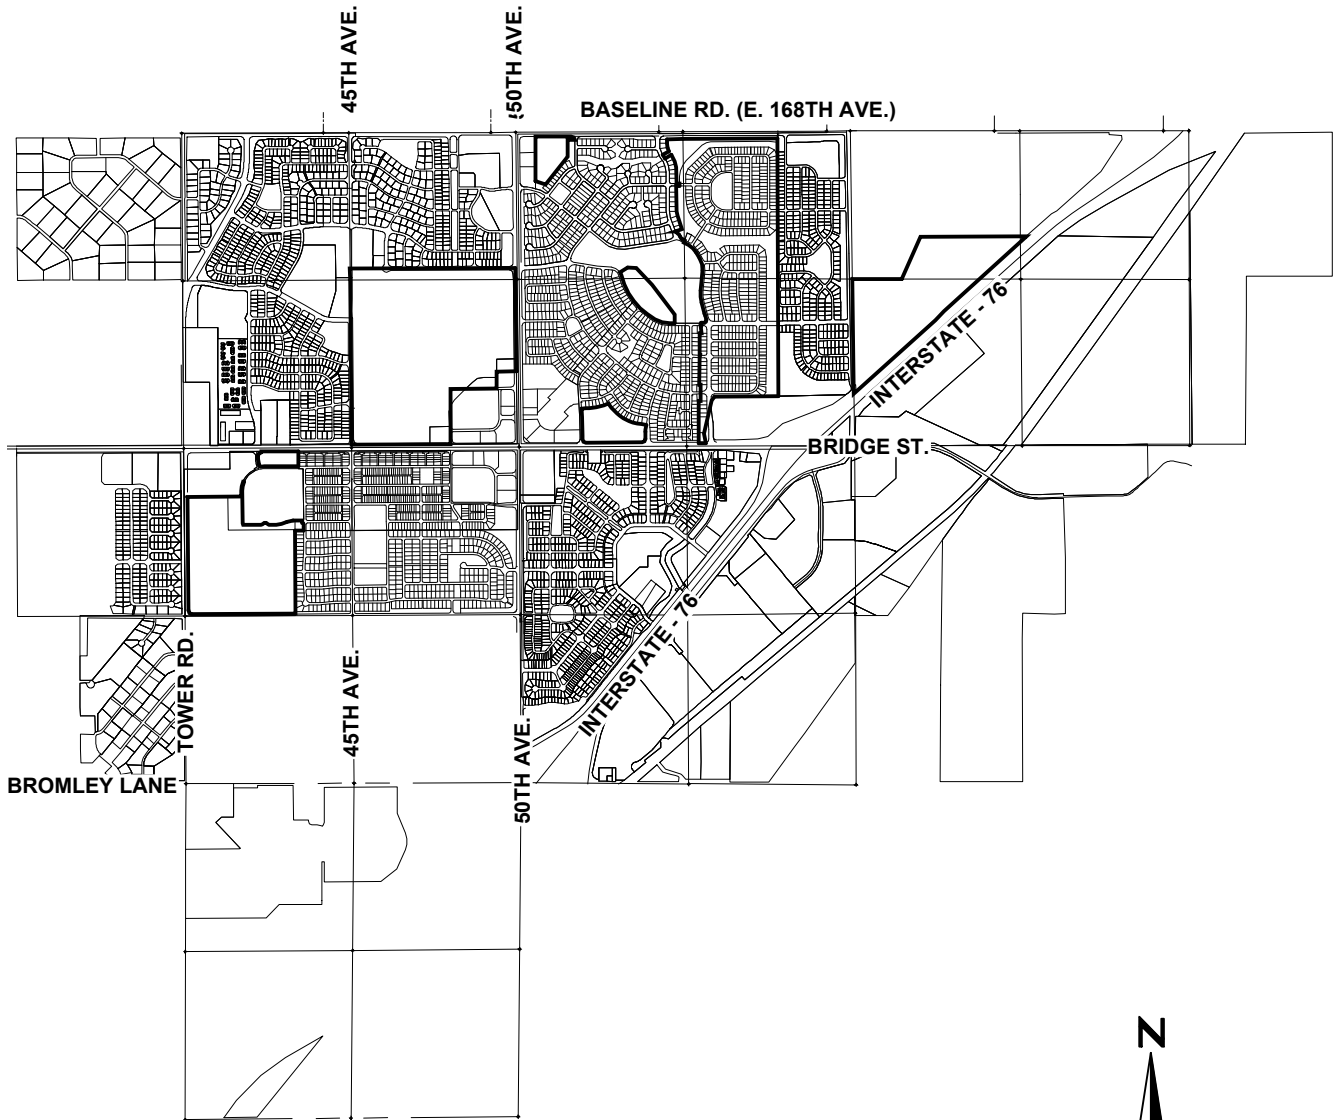 45TH AVE.
50TH AVE.
BASELINE RD. (E. 168TH AVE.)
INTERSTATE - 76
BRIDGE ST.
INTERSTATE - 76
TOWER RD.
45TH AVE.
50TH AVE.
BROMLEY LANE
N